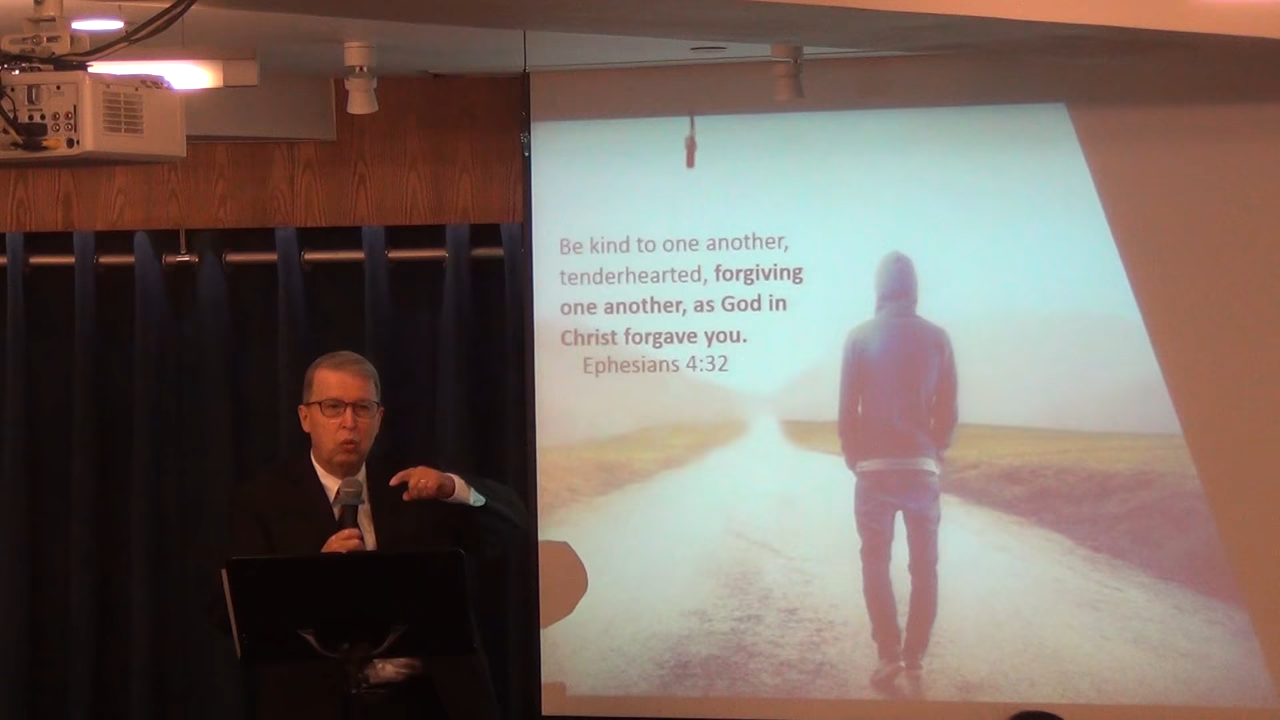 Be kind to one another,
tenderhearted, forgiving
one another, as God in
Christ forgave you.
Ephesians 4:32